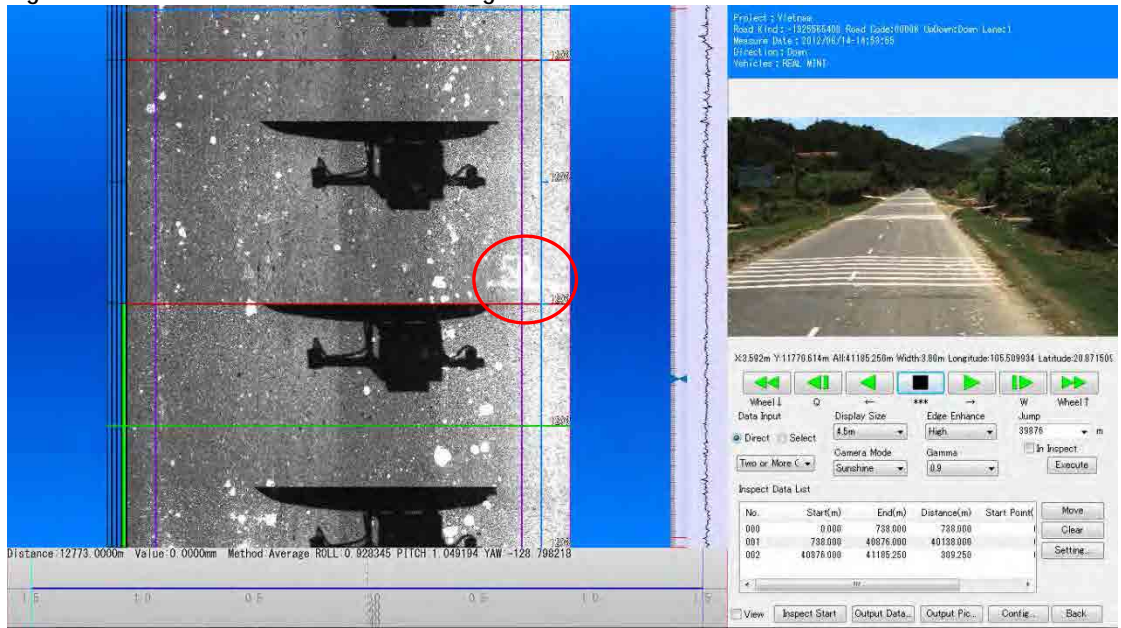 Project : Vietnam
Measure Date : 2012/06/14-
Direction : Down
Vehicles : REAL MINI
X:3.592m Y:11770.614m All:41185.250m Width:3.80m Longitude:105.509934 Latitude:20.87150
Wheel↓ Q ← *** → W Wheel↑
Data Input Display Size Edge Enhance Jump
Direct Select 4.5m High 39876 m
Camera Mode Gamma In Inspect
Two or More C Sunshine 0.9 Execute
Inspect Data List
No. Start(m) End(m) Distance(m) Start Point( Move
000 0.000 738.000 738.000 Clear
001 738.000 40876.000 40138.000 Setting...
002 40876.000 41185.250 309.250
Distance:12773.0000m Value:0.0000mm Method Average ROLL:0.928345 PITCH:1.049194 YAW -128.798218
View Inspect Start Output Data... Output Pic... Config... Back